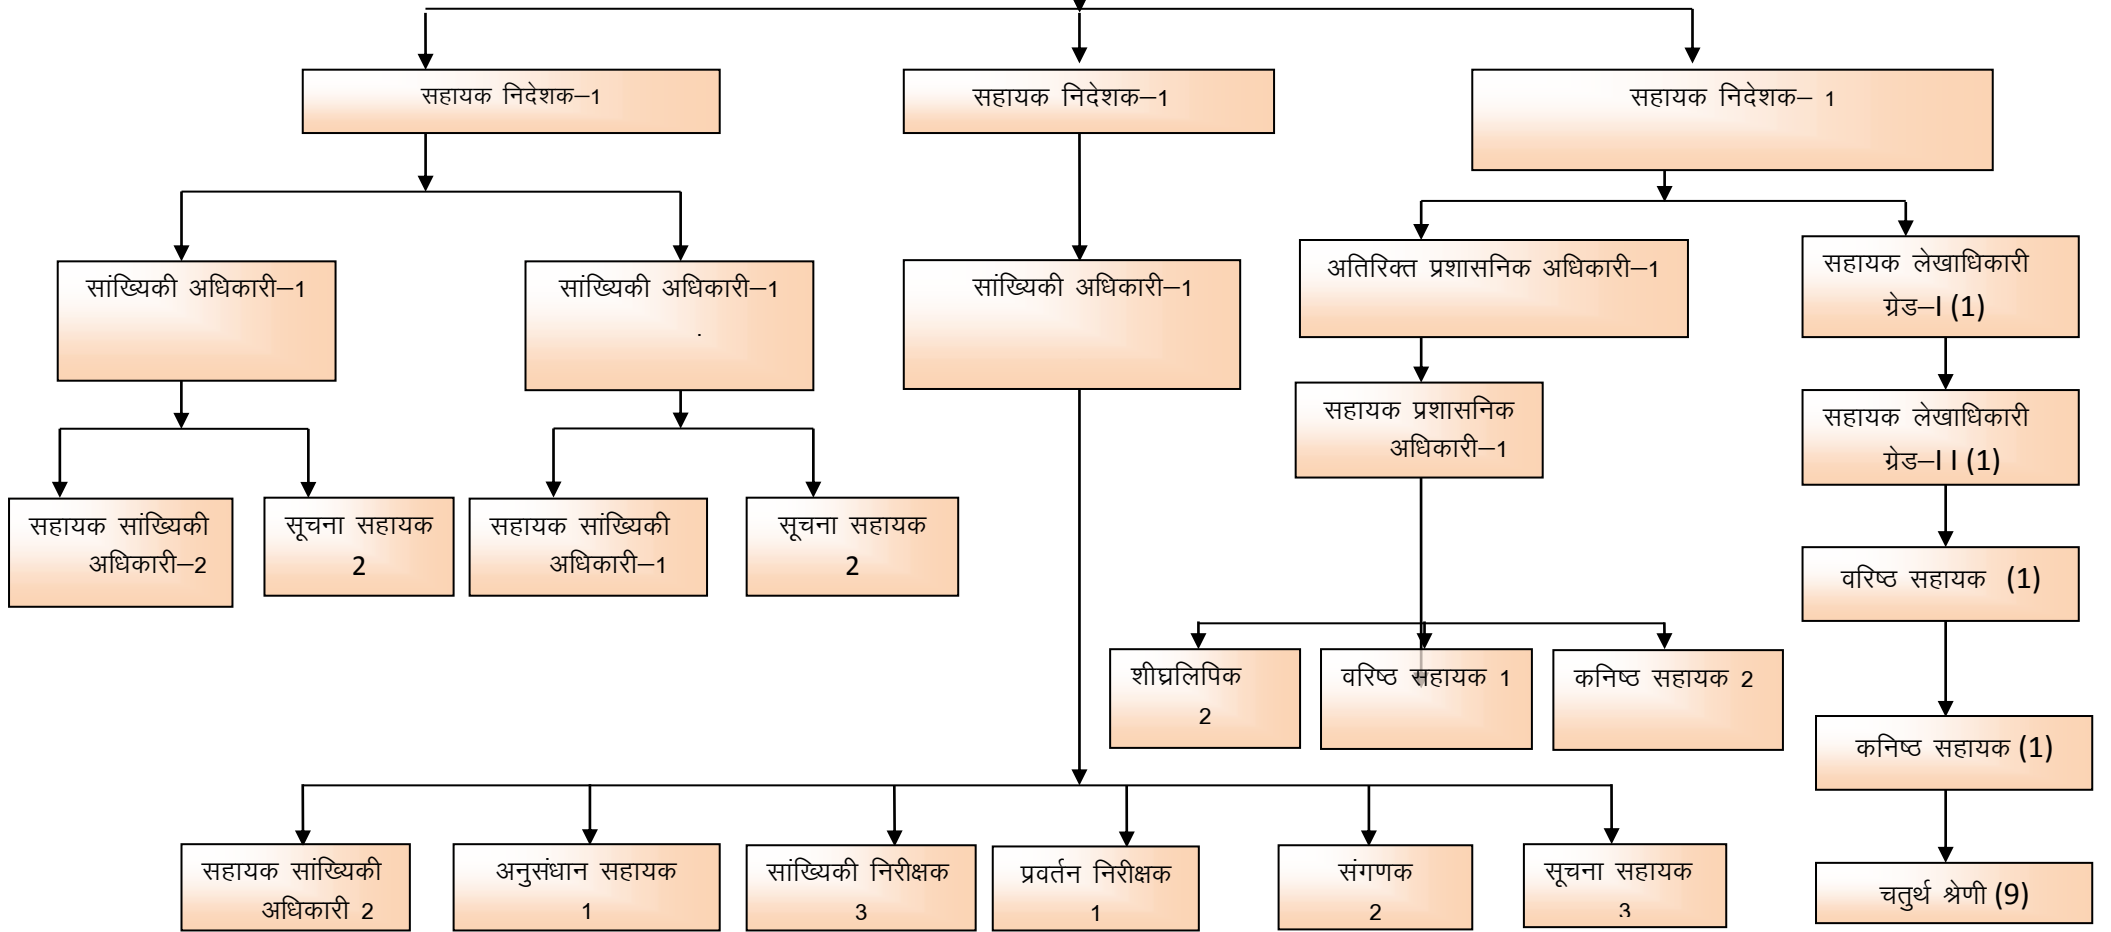 सहायक निदेशक–1
सहायक निदेशक–1
सहायक निदेशक– 1
सांख्यिकी अधिकारी–1
सांख्यिकी अधिकारी–1
.
सांख्यिकी अधिकारी–1
अतिरिक्त प्रशासनिक अधिकारी–1
सहायक लेखाधिकारी
ग्रेड–I (1)
सहायक प्रशासनिक
अधिकारी–1
सहायक लेखाधिकारी
ग्रेड–I I (1)
सहायक सांख्यिकी
अधिकारी–2
सूचना सहायक
2
सहायक सांख्यिकी
अधिकारी–1
सूचना सहायक
2
वरिष्ठ सहायक (1)
शीघ्रलिपिक
2
वरिष्ठ सहायक 1
कनिष्ठ सहायक 2
कनिष्ठ सहायक (1)
सहायक सांख्यिकी
अधिकारी 2
अनुसंधान सहायक
1
सांख्यिकी निरीक्षक
3
प्रवर्तन निरीक्षक
1
संगणक
2
सूचना सहायक
3
चतुर्थ श्रेणी (9)